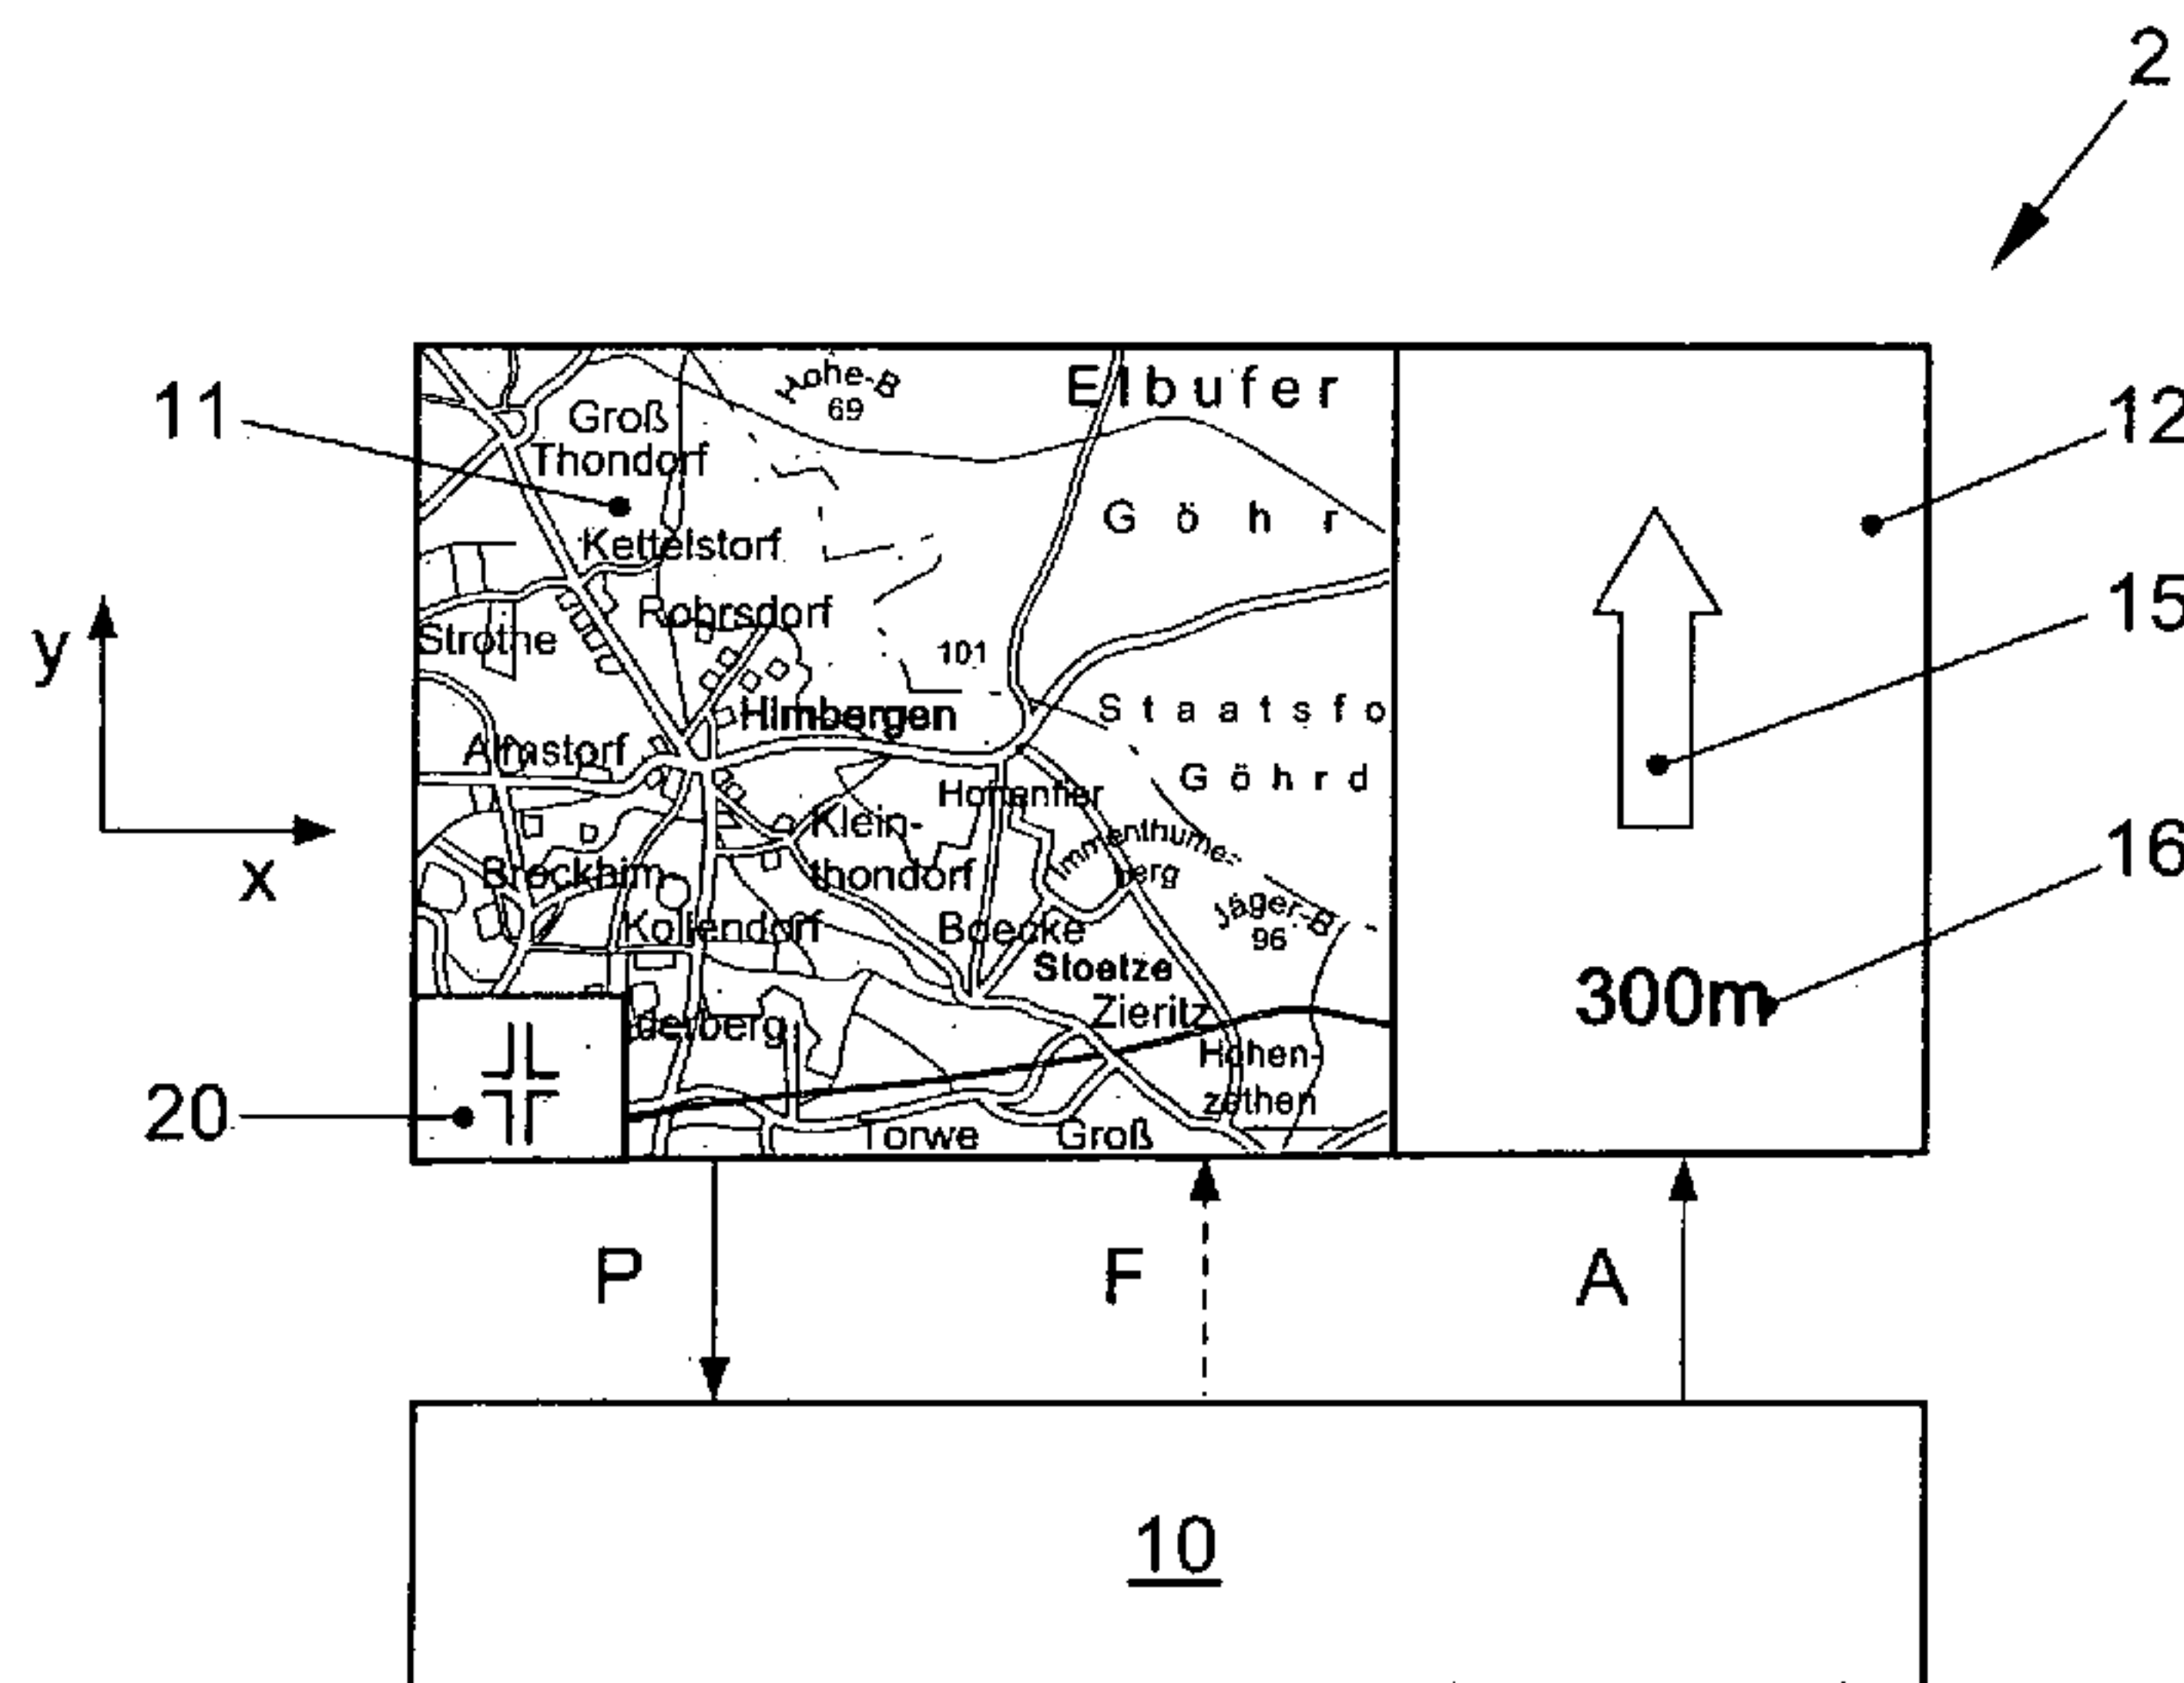 2
11
Hohe-B
69
Elbufer
12
Groß
Thondorf
Göhr
Kettelstorf
15
Rohrsdorf
Strothe
101
y
Himbergen
Staatsfo
Almstorf
Göhrd
Hohenfier
16
Klein-
thondorf
x
Kollendorf
Boecke
Jäger-B
96
Stoetze
300m
Zieritz
Hohen-
zethen
20
Torwe
Groß
P
F
A
10